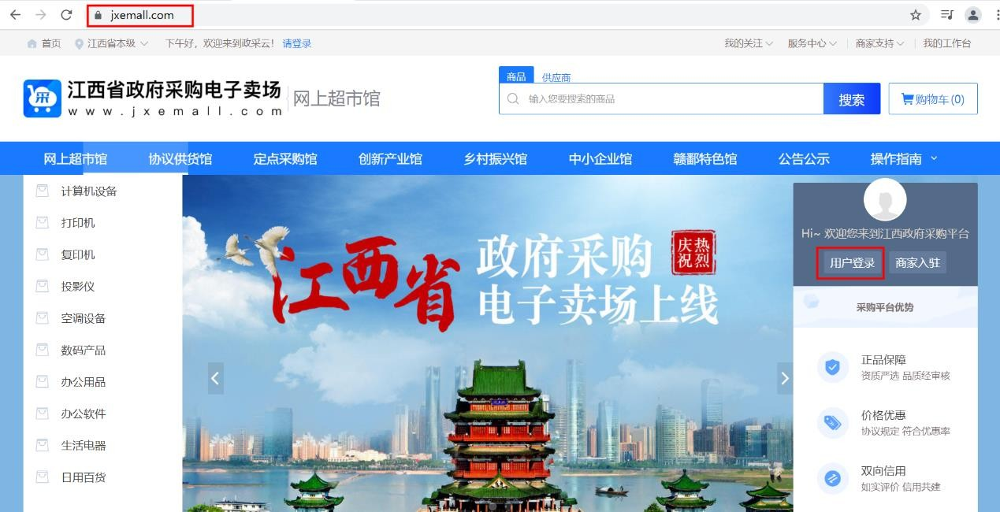 jxemall.com
首页 江西省本级 下午好，欢迎来到政采云！ 请登录 我的关注 服务中心 商家支持 我的工作台
商品 供应商
江西省政府采购电子卖场
www.jxemall.com
网上超市馆
输入您要搜索的商品 搜索 购物车(0)
网上超市馆 协议供货馆 定点采购馆 创新产业馆 乡村振兴馆 中小企业馆 赣鄱特色馆 公告公示 操作指南
计算机设备
打印机
复印机
投影仪
空调设备
数码产品
办公用品
办公软件
生活电器
日用百货
江西省
政府采购
电子卖场上线
热烈
庆祝
Hi~ 欢迎您来到江西政府采购平台
用户登录 商家入驻
采购平台优势
正品保障
资质严选 品质经审核
价格优惠
协议规定 符合优惠率
双向信用
如实评价 信用共建